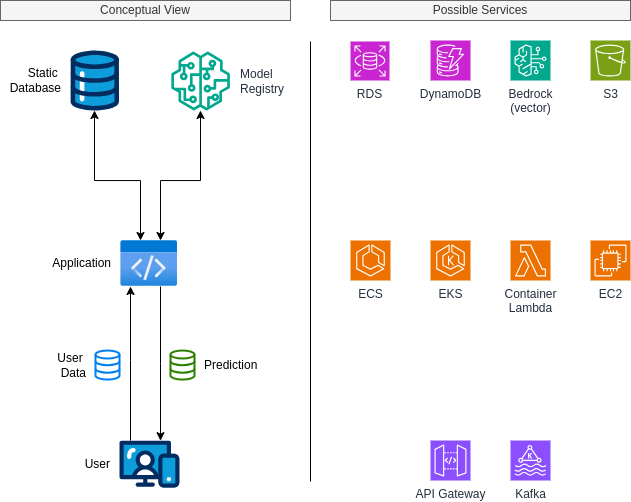 Conceptual View
Possible Services
Static
Database
Model
Registry
RDS
DynamoDB
Bedrock
(vector)
S3
Application
ECS
EKS
Container
Lambda
EC2
User
Data
Prediction
User
API Gateway
Kafka